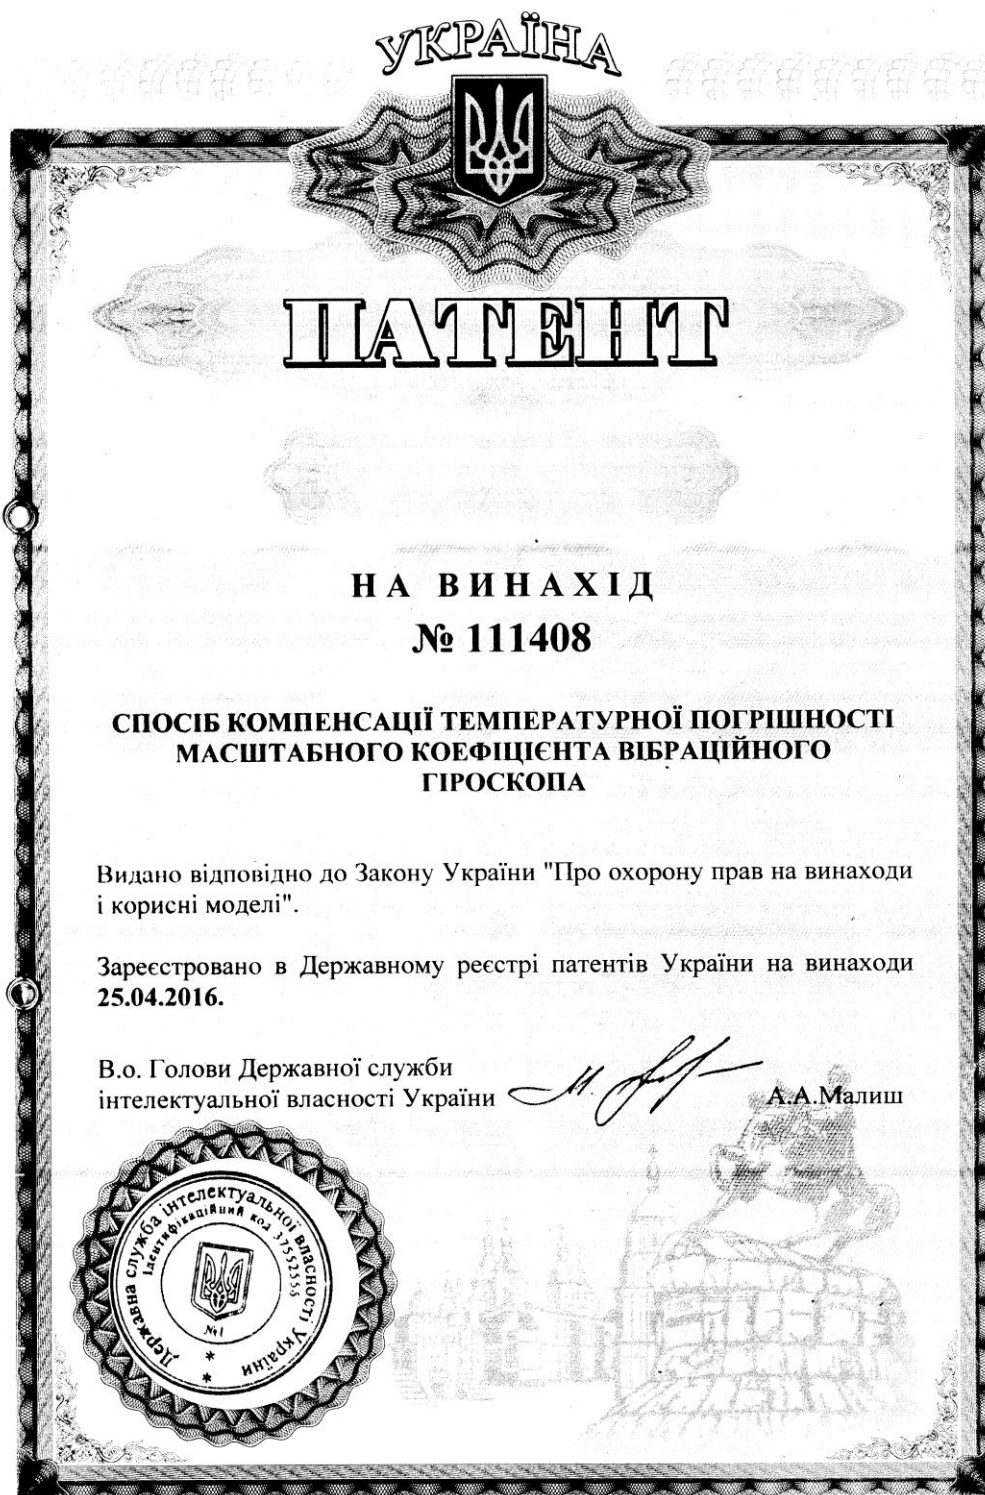 УКРАЇНА
ПАТЕНТ
НА ВИНАХІД
№ 111408
СПОСІБ КОМПЕНСАЦІЇ ТЕМПЕРАТУРНОЇ ПОГРІШНОСТІ
МАСШТАБНОГО КОЕФІЦІЄНТА ВІБРАЦІЙНОГО
ГІРОСКОПА
Видано відповідно до Закону України "Про охорону прав на винаходи
і корисні моделі".
Зареєстровано в Державному реєстрі патентів України на винаходи
25.04.2016.
В.о. Голови Державної служби
інтелектуальної власності України
А.А.Малиш
Державна служба інтелектуальної власності України
Ідентифікаційний код 37552555
№1